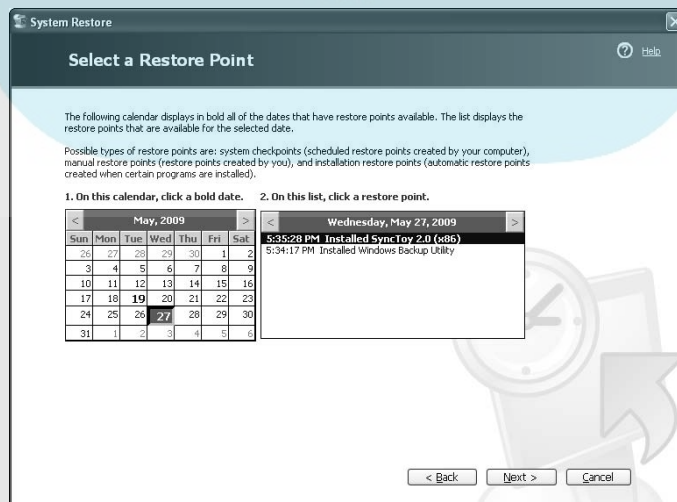 System Restore
Select a Restore Point
Help
The following calendar displays in bold all of the dates that have restore points available. The list displays the
restore points that are available for the selected date.
Possible types of restore points are: system checkpoints (scheduled restore points created by your computer),
manual restore points (restore points created by you), and installation restore points (automatic restore points
created when certain programs are installed).
1. On this calendar, click a bold date.
2. On this list, click a restore point.
< May, 2009 >
Sun Mon Tue Wed Thu Fri Sat
26 27 28 29 30 1 2
3 4 5 6 7 8 9
10 11 12 13 14 15 16
17 18 19 20 21 22 23
24 25 26 27 28 29 30
31 1 2 3 4 5 6
< Wednesday, May 27, 2009 >
5:35:28 PM Installed SyncToy 2.0 (x86)
5:34:17 PM Installed Windows Backup Utility
< Back Next > Cancel